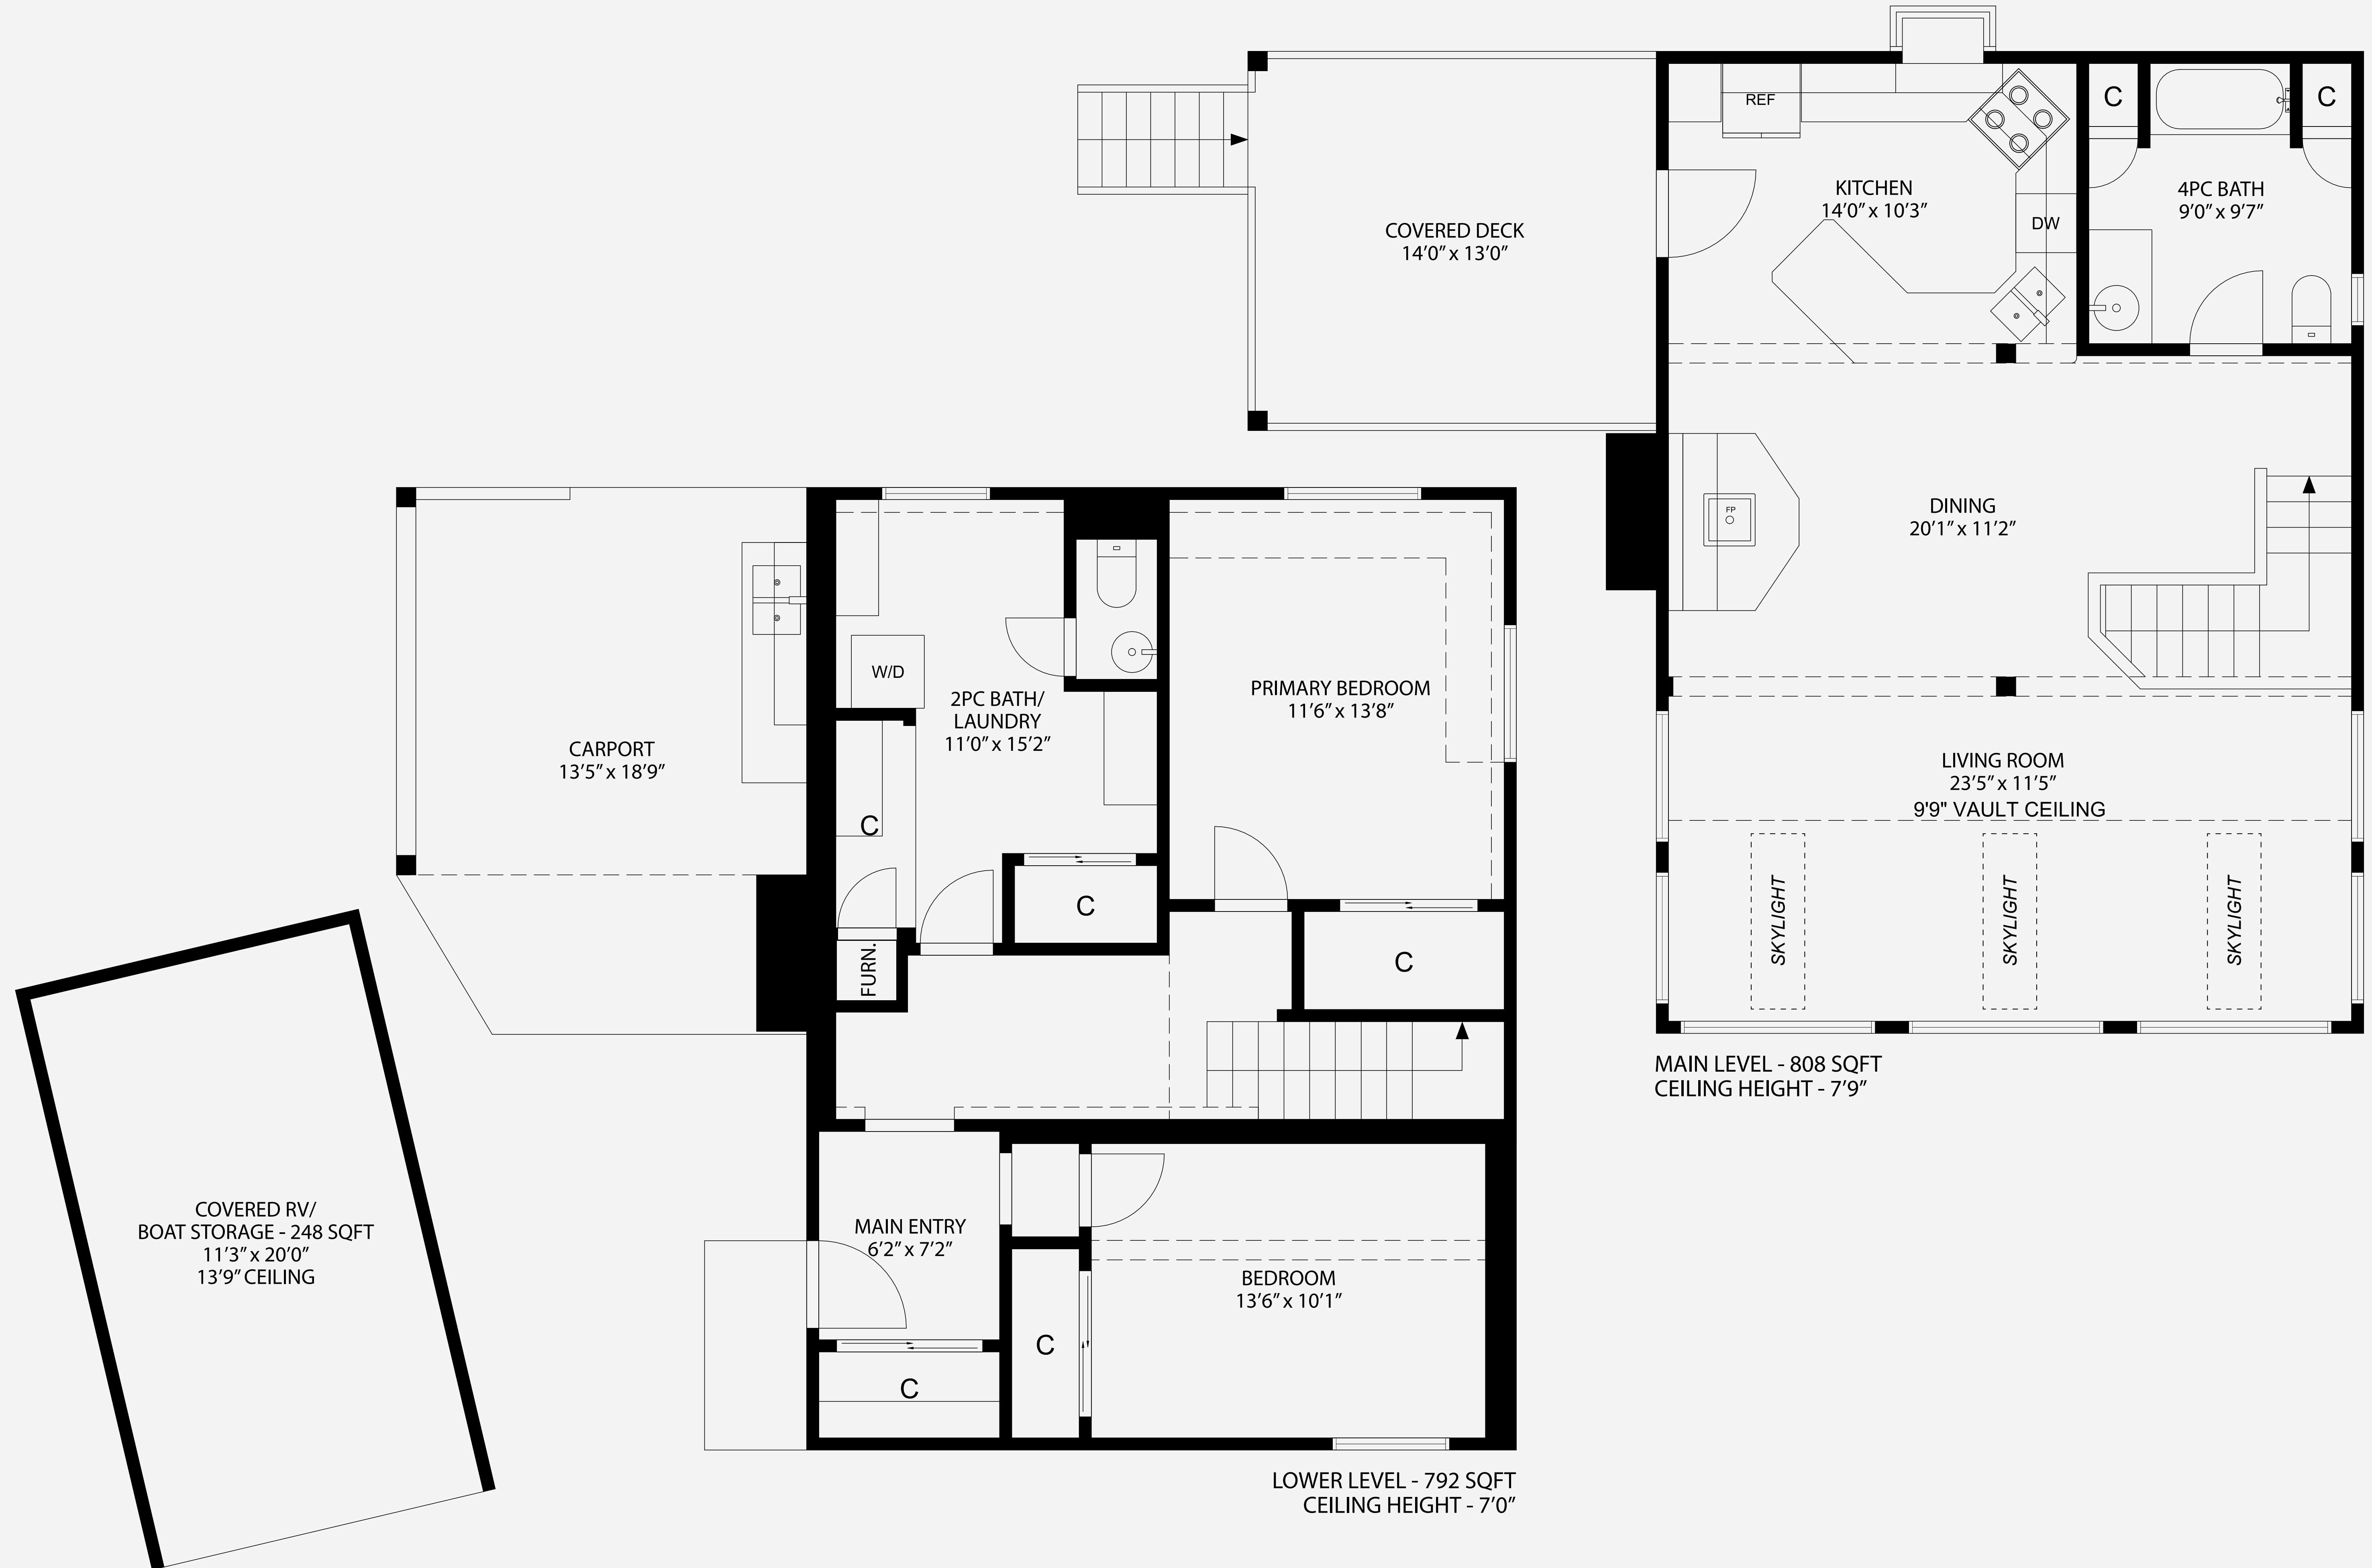 REF
C
C
KITCHEN
14'0" x 10'3"
4PC BATH
9'0" x 9'7"
DW
COVERED DECK
14'0" x 13'0"
FP
DINING
20'1" x 11'2"
LIVING ROOM
23'5" x 11'5"
9'9" VAULT CEILING
SKYLIGHT
SKYLIGHT
SKYLIGHT
MAIN LEVEL - 808 SQFT
CEILING HEIGHT - 7'9"
CARPORT
13'5" x 18'9"
W/D
2PC BATH/
LAUNDRY
11'0" x 15'2"
PRIMARY BEDROOM
11'6" x 13'8"
C
C
C
FURN.
MAIN ENTRY
6'2" x 7'2"
C
C
BEDROOM
13'6" x 10'1"
LOWER LEVEL - 792 SQFT
CEILING HEIGHT - 7'0"
COVERED RV/
BOAT STORAGE - 248 SQFT
11'3" x 20'0"
13'9" CEILING